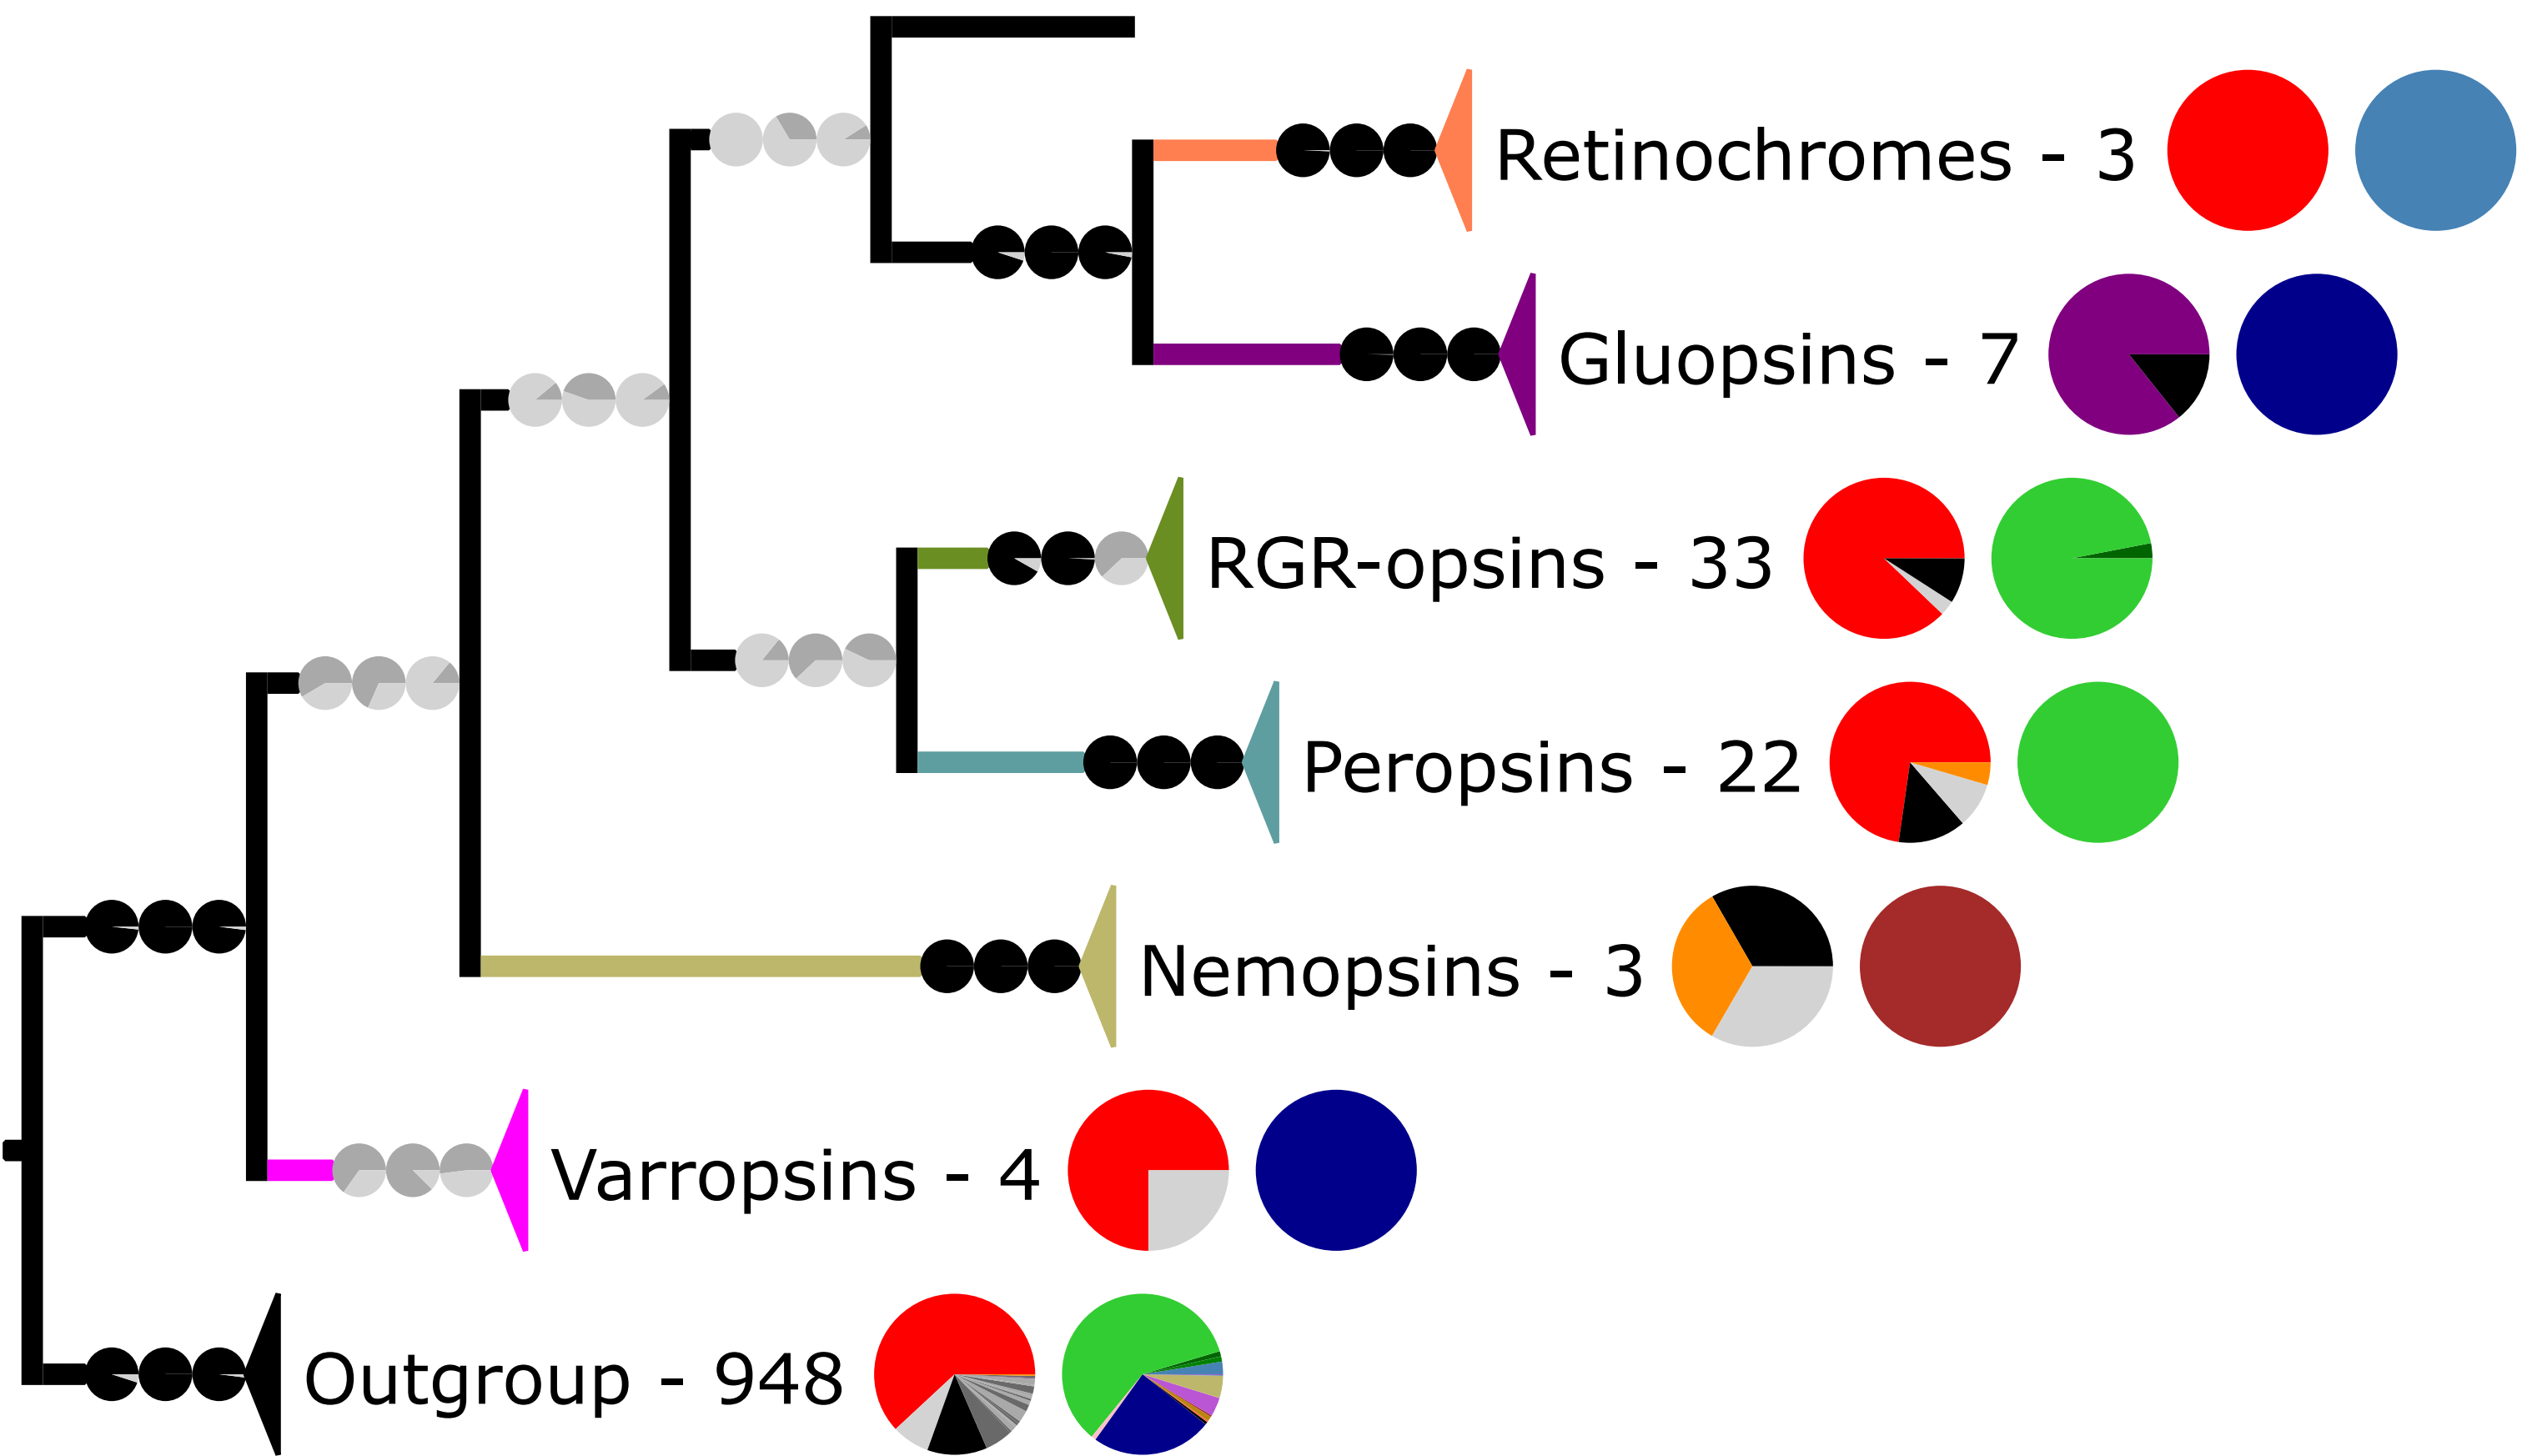 Retinochromes - 3
Gluopsins - 7
RGR-opsins - 33
Peropsins - 22
Nemopsins - 3
Varropsins - 4
Outgroup - 948